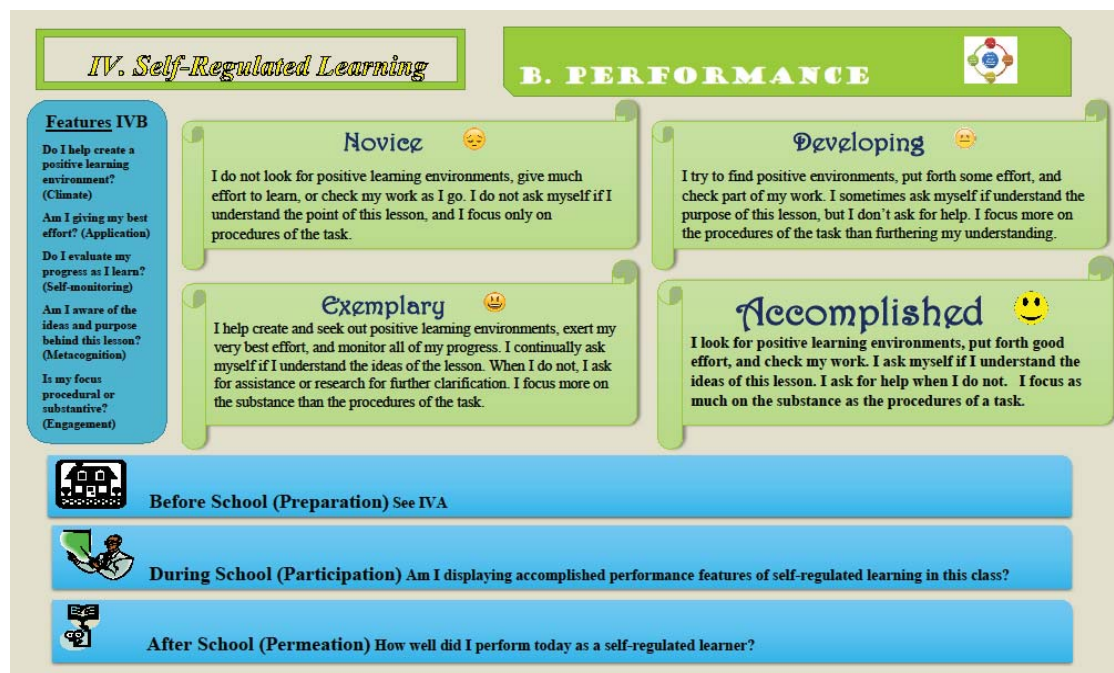 IV. Self-Regulated Learning
B. PERFORMANCE
Features IVB
Do I help create a
positive learning
environment?
(Climate)
Am I giving my best
effort? (Application)
Do I evaluate my
progress as I learn?
(Self-monitoring)
Am I aware of the
ideas and purpose
behind this lesson?
(Metacognition)
Is my focus
procedural or
substantive?
(Engagement)
Novice
I do not look for positive learning environments, give much
effort to learn, or check my work as I go. I do not ask myself if I
understand the point of this lesson, and I focus only on
procedures of the task.
Developing
I try to find positive environments, put forth some effort, and
check part of my work. I sometimes ask myself if understand the
purpose of this lesson, but I don't ask for help. I focus more on
the procedures of the task than furthering my understanding.
Exemplary
I help create and seek out positive learning environments, exert my
very best effort, and monitor all of my progress. I continually ask
myself if I understand the ideas of the lesson. When I do not, I ask
for assistance or research for further clarification. I focus more on
the substance than the procedures of the task.
Accomplished
I look for positive learning environments, put forth good
effort, and check my work. I ask myself if I understand the
ideas of this lesson. I ask for help when I do not. I focus as
much on the substance as the procedures of a task.
Before School (Preparation) See IVA
During School (Participation) Am I displaying accomplished performance features of self-regulated learning in this class?
After School (Permeation) How well did I perform today as a self-regulated learner?